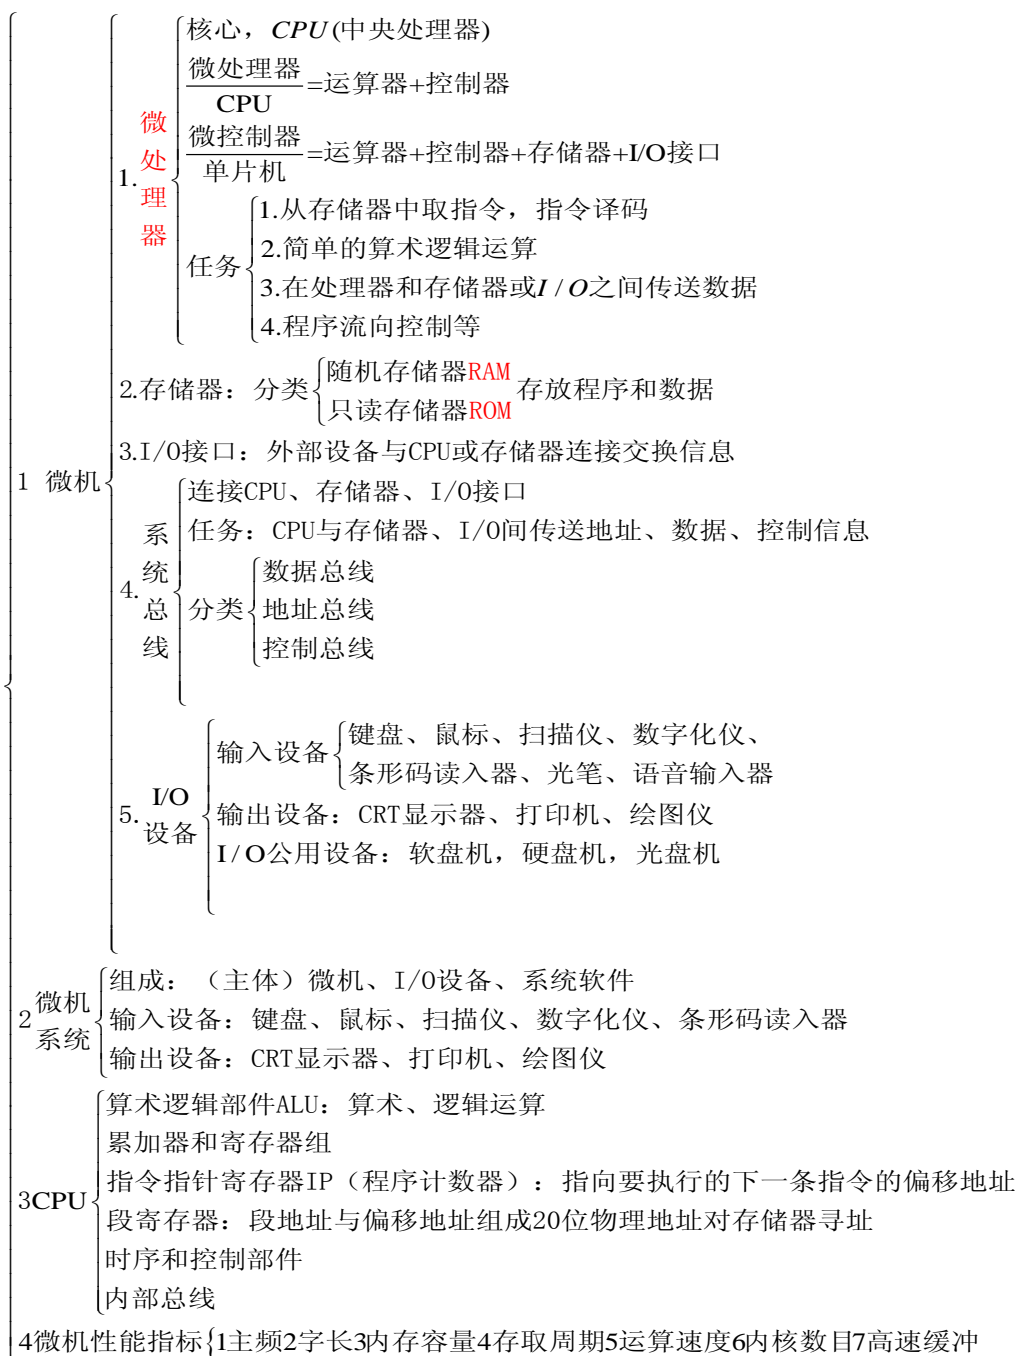 核心，CPU(中央处理器)
微处理器
CPU
=运算器+控制器
微控制器
单片机
=运算器+控制器+存储器+I/O接口
1.微处理器
任务
1.从存储器中取指令，指令译码
2.简单的算术逻辑运算
3.在处理器和存储器或I / O之间传送数据
4.程序流向控制等
2.存储器：分类
随机存储器RAM
只读存储器ROM
存放程序和数据
3.I/O接口：外部设备与CPU或存储器连接交换信息
1 微机
4.系统总线
连接CPU、存储器、I/O接口
任务：CPU与存储器、I/O间传送地址、数据、控制信息
分类
数据总线
地址总线
控制总线
5.I/O设备
输入设备
键盘、鼠标、扫描仪、数字化仪、
条形码读入器、光笔、语音输入器
输出设备：CRT显示器、打印机、绘图仪
I / O公用设备：软盘机，硬盘机，光盘机
2微机系统
组成：（主体）微机、I/O设备、系统软件
输入设备：键盘、鼠标、扫描仪、数字化仪、条形码读入器
输出设备：CRT显示器、打印机、绘图仪
3CPU
算术逻辑部件ALU：算术、逻辑运算
累加器和寄存器组
指令指针寄存器IP（程序计数器）：指向要执行的下一条指令的偏移地址
段寄存器：段地址与偏移地址组成20位物理地址对存储器寻址
时序和控制部件
内部总线
4微机性能指标{1主频2字长3内存容量4存取周期5运算速度6内核数目7高速缓冲